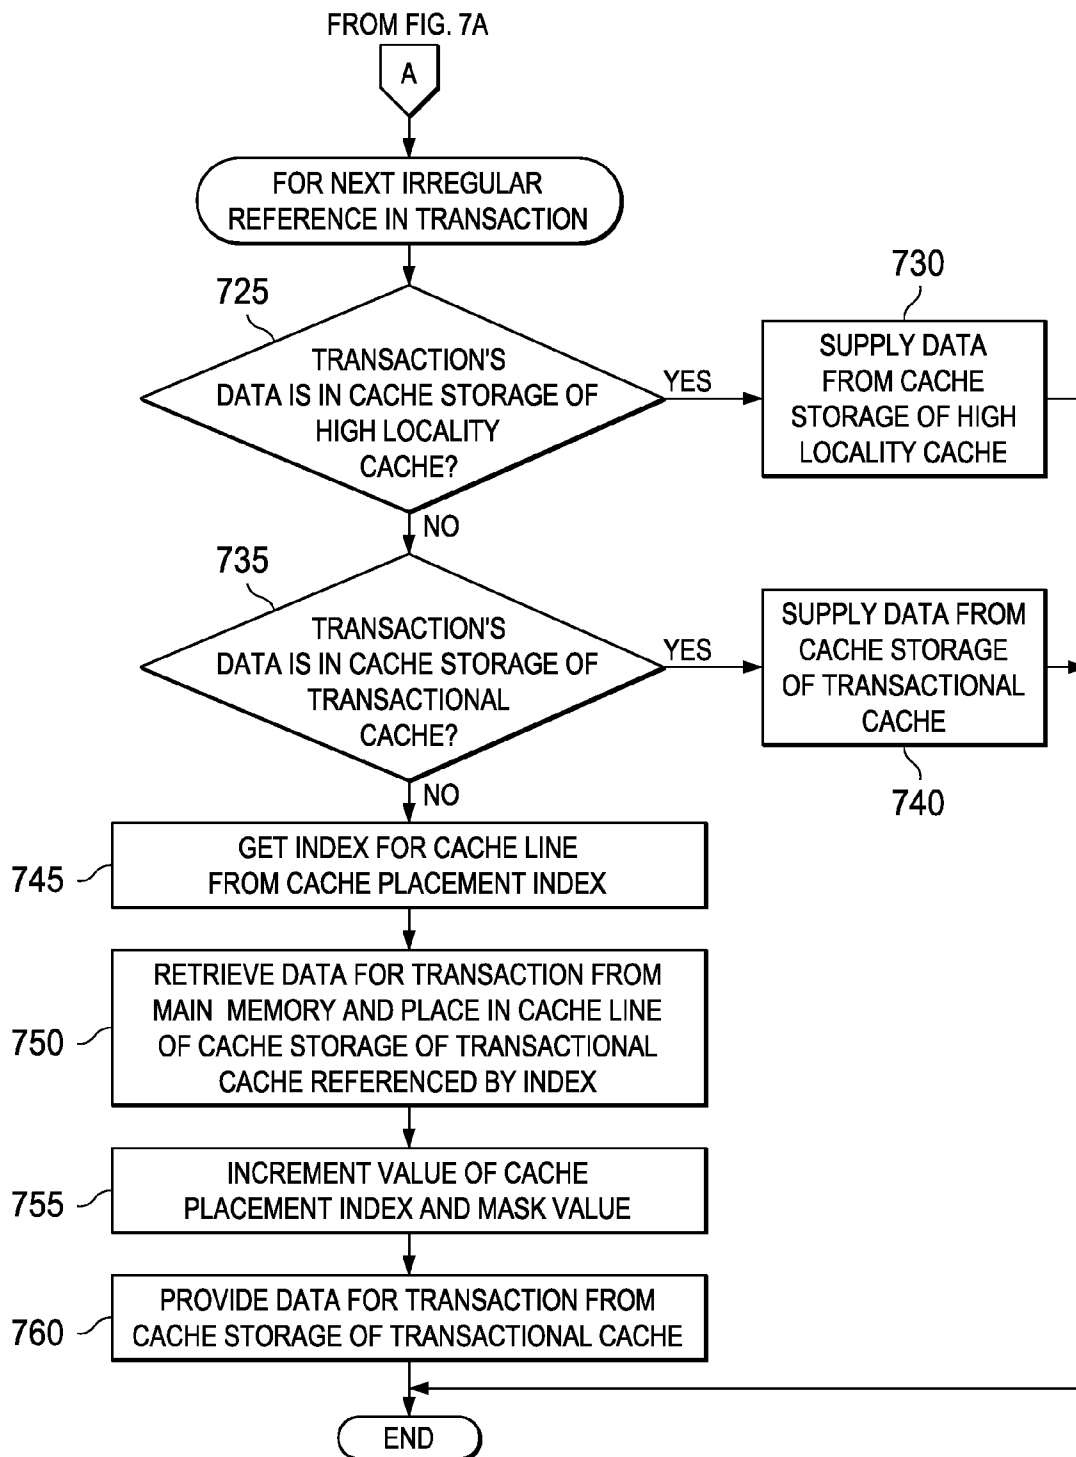 FROM FIG. 7A
A
FOR NEXT IRREGULAR
REFERENCE IN TRANSACTION
725
TRANSACTION'S
DATA IS IN CACHE STORAGE OF
HIGH LOCALITY
CACHE?
YES
730
SUPPLY DATA
FROM CACHE
STORAGE OF HIGH
LOCALITY CACHE
NO
735
TRANSACTION'S
DATA IS IN CACHE STORAGE OF
TRANSACTIONAL
CACHE?
YES
SUPPLY DATA FROM
CACHE STORAGE
OF TRANSACTIONAL
CACHE
740
NO
745
GET INDEX FOR CACHE LINE
FROM CACHE PLACEMENT INDEX
750
RETRIEVE DATA FOR TRANSACTION FROM
MAIN MEMORY AND PLACE IN CACHE LINE
OF CACHE STORAGE OF TRANSACTIONAL
CACHE REFERENCED BY INDEX
755
INCREMENT VALUE OF CACHE
PLACEMENT INDEX AND MASK VALUE
760
PROVIDE DATA FOR TRANSACTION FROM
CACHE STORAGE OF TRANSACTIONAL CACHE
END